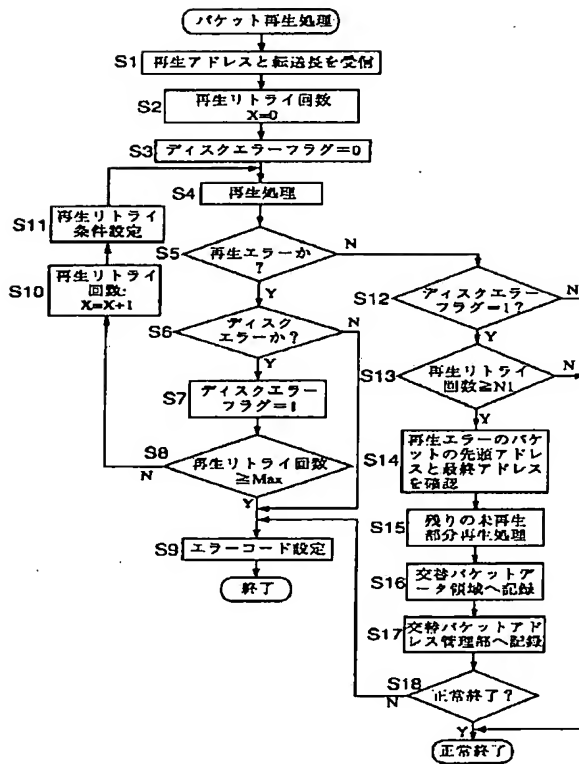 パケット再生処理
S1
再生アドレスと転送長を受信
S2
再生リトライ回数
X=0
S3
ディスクエラーフラグ=0
S4
再生処理
S11
再生リトライ
条件設定
S5
再生エラーか
?
N
Y
S10
再生リトライ
回数:
X=X+1
S6
ディスク
エラーか?
N
Y
S7
ディスクエラー
フラグ=1
S8
再生リトライ回数
≧Max
N
Y
S9
エラーコード設定
終了
S12
ディスクエラー
フラグ=1?
N
Y
S13
再生リトライ
回数≧N1
N
Y
S14
再生エラーのパケ
ットの先頭アドレ
スと最終アドレス
を確認
S15
残りの未再生
部分再生処理
S16
交替パケットデー
タ領域へ記録
S17
交替パケットアド
レス管理部へ記録
S18
正常終了?
N
Y
正常終了